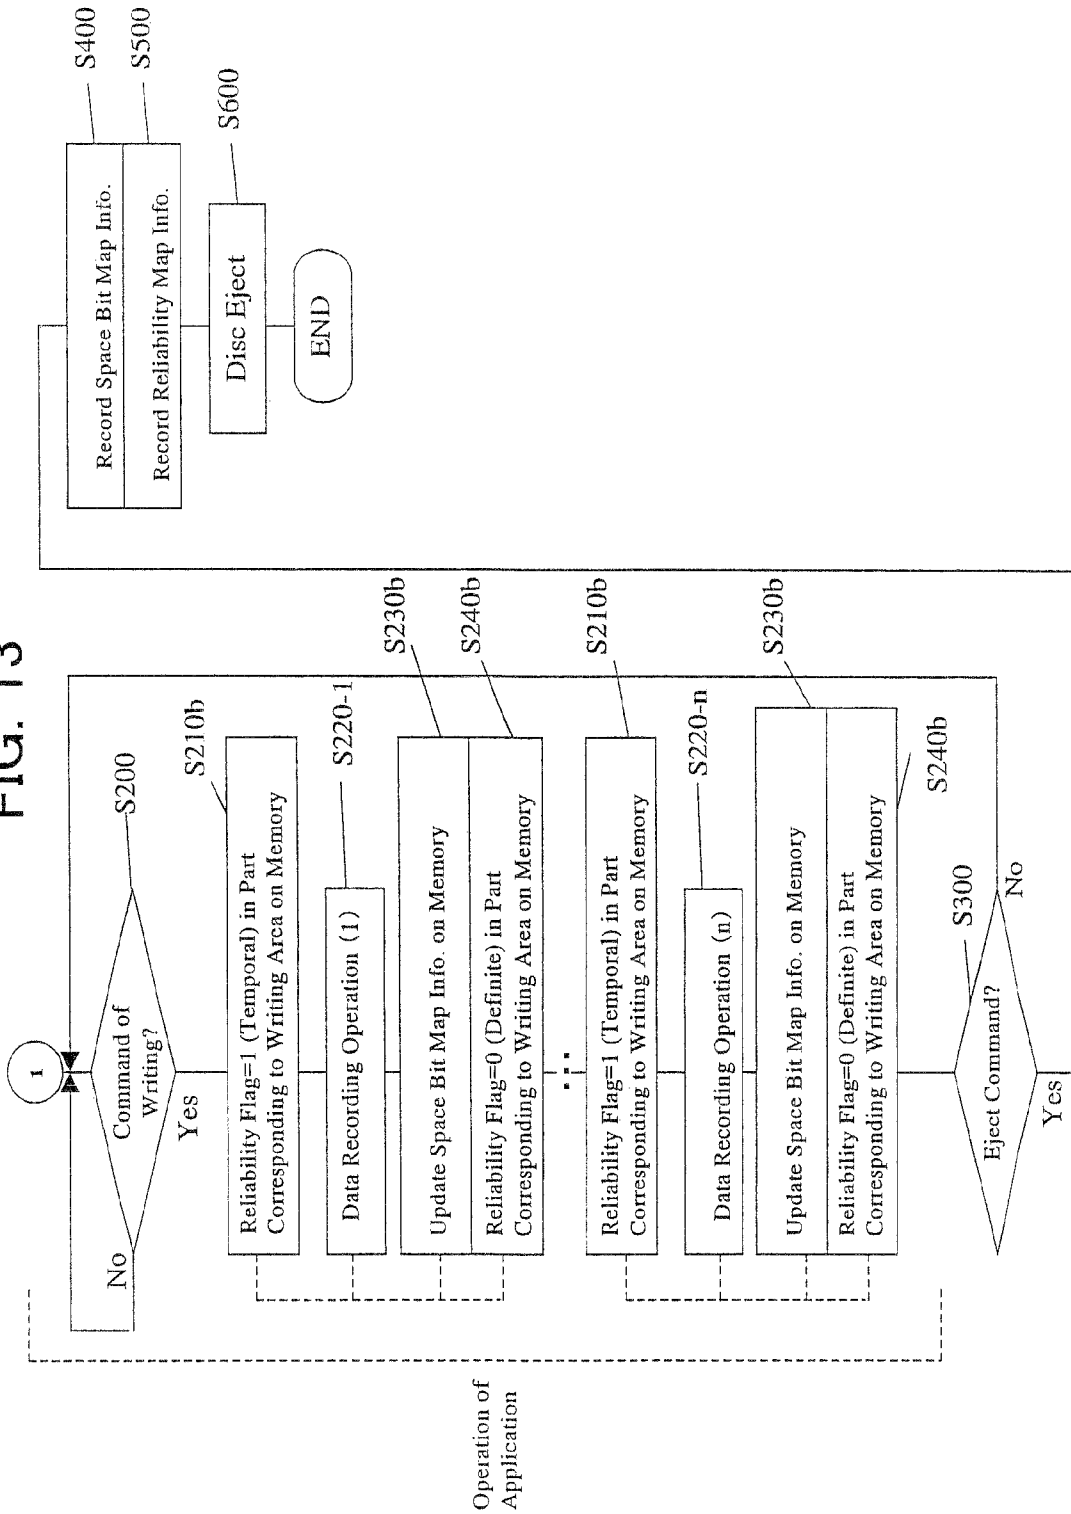 FIG. 13
1
Command of
Writing?
S200
No
Yes
S210b
Reliability Flag=1 (Temporal) in Part
Corresponding to Writing Area on Memory
S220-1
Data Recording Operation (1)
S230b
Update Space Bit Map Info. on Memory
S240b
Reliability Flag=0 (Definite) in Part
Corresponding to Writing Area on Memory
...
S210b
Reliability Flag=1 (Temporal) in Part
Corresponding to Writing Area on Memory
S220-n
Data Recording Operation (n)
S230b
Update Space Bit Map Info. on Memory
Reliability Flag=0 (Definite) in Part
Corresponding to Writing Area on Memory
S240b
S300
Eject Command?
No
Yes
Operation of
Application
Record Space Bit Map Info.
S400
Record Reliability Map Info.
S500
Disc Eject
S600
END